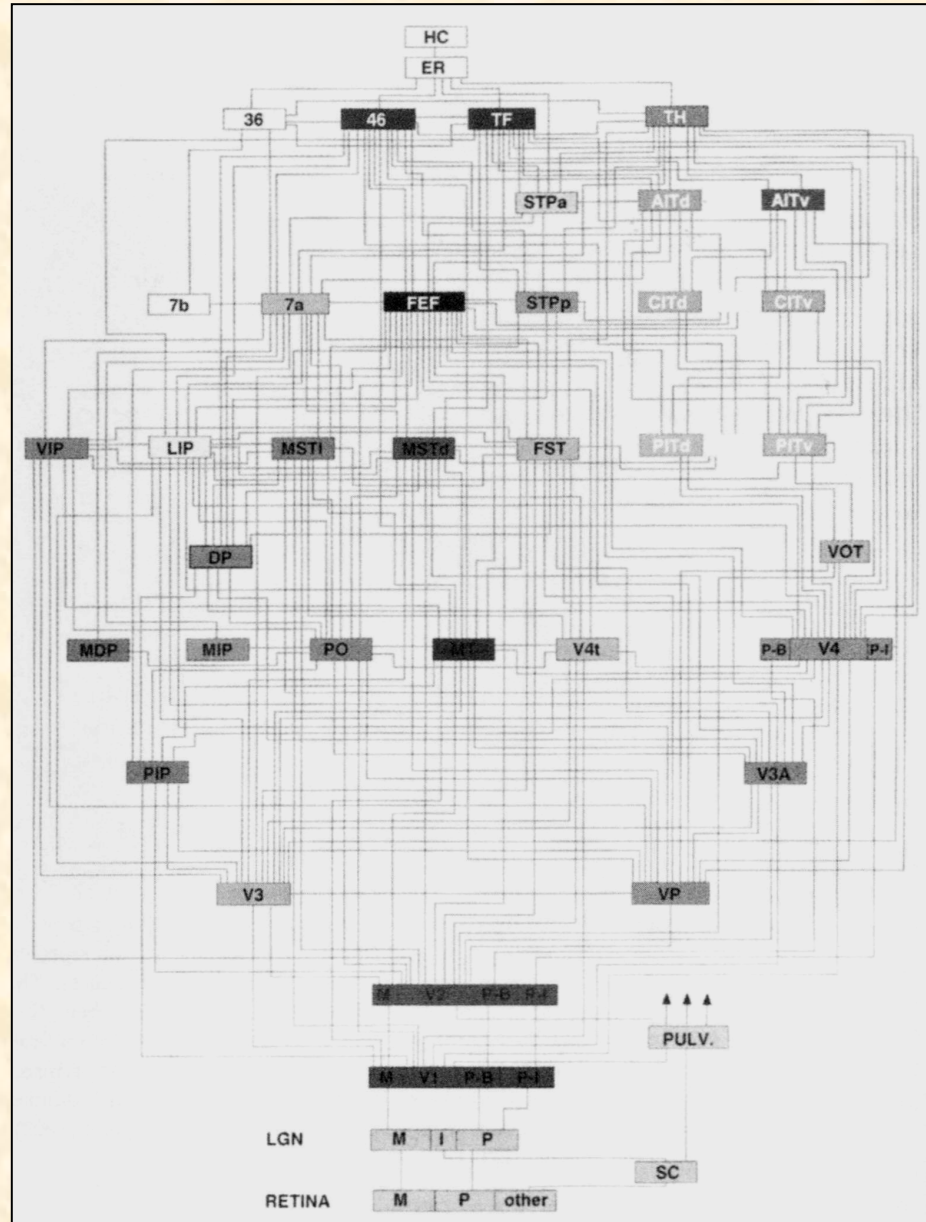 HC
ER
36 46 TF TH
STPa AITd AITv
7b 7a FEF STPp CITd CITv
VIP LIP MSTl MSTd FST PITd PITv
DP VOT
MDP MIP PO MT V4t P-B V4 P-I
PIP V3A
V3 VP
M V2 P-B P-I
PULV.
M V1 P-B P-I
LGN M I P
SC
RETINA M P other